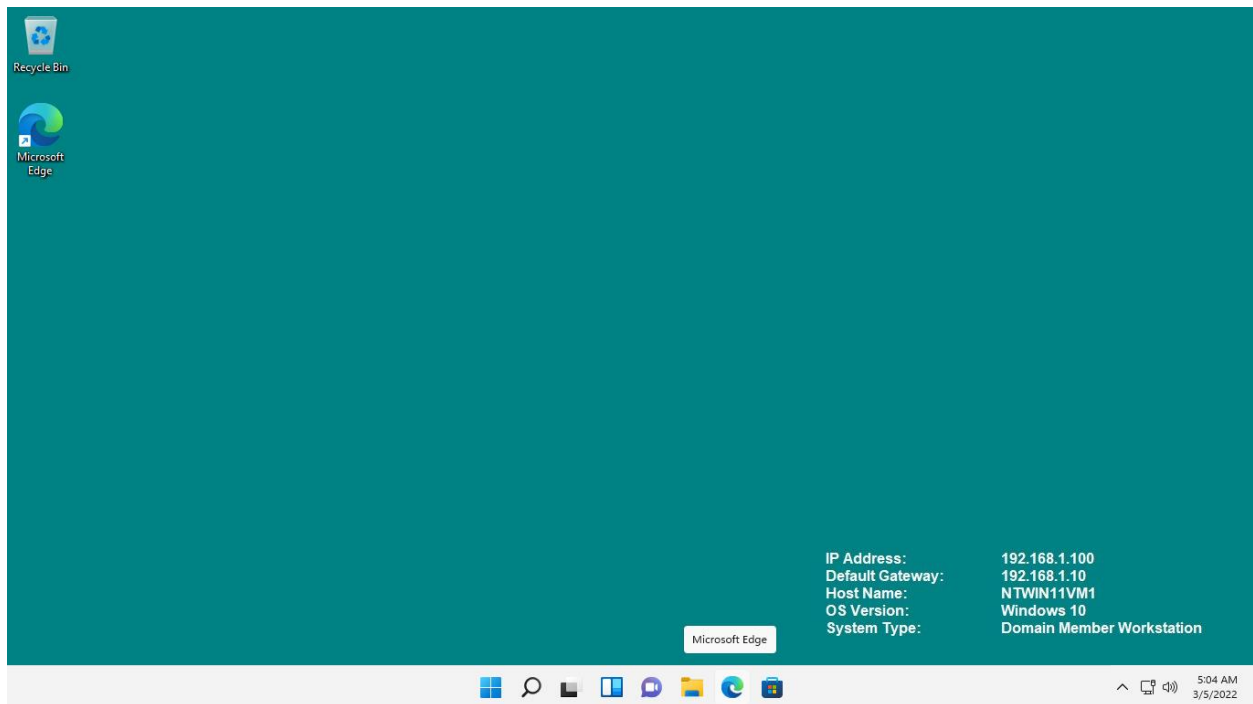 Recycle Bin
Microsoft
Edge
IP Address: 192.168.1.100
Default Gateway: 192.168.1.10
Host Name: NTWIN11VM1
OS Version: Windows 10
System Type: Domain Member Workstation
Microsoft Edge
5:04 AM
3/5/2022